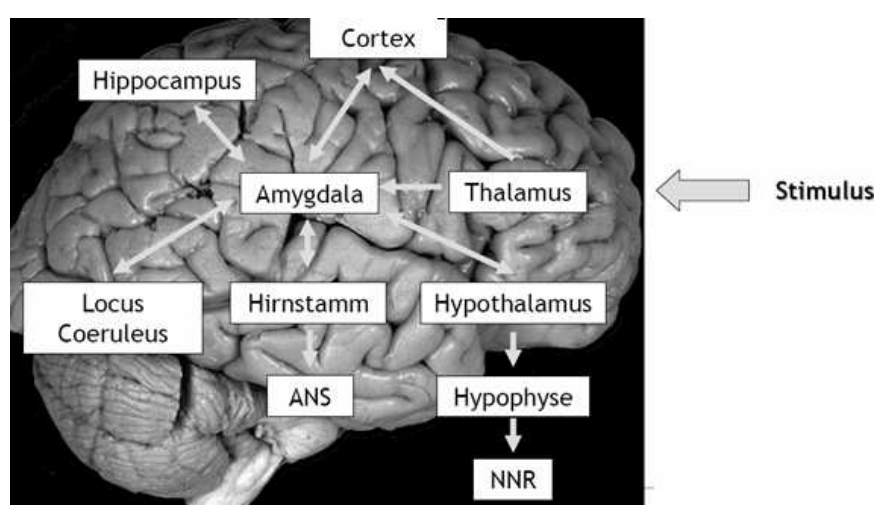 Cortex
Hippocampus
Amygdala
Thalamus
Stimulus
Locus
Coeruleus
Hirnstamm
Hypothalamus
ANS
Hypophyse
NNR